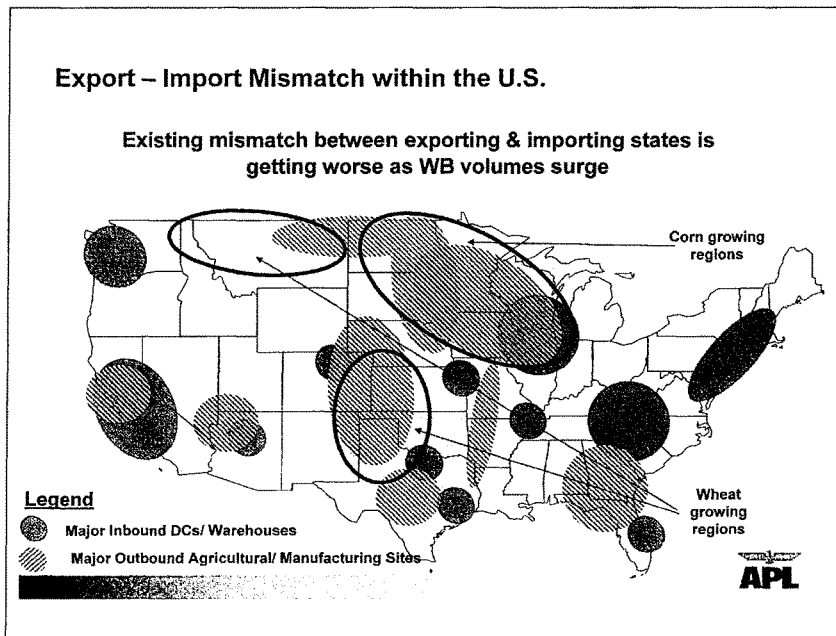 Export – Import Mismatch within the U.S.
Existing mismatch between exporting & importing states is
getting worse as WB volumes surge
Corn growing
regions
Wheat
growing
regions
Legend
Major Inbound DCs/ Warehouses
Major Outbound Agricultural/ Manufacturing Sites
APL